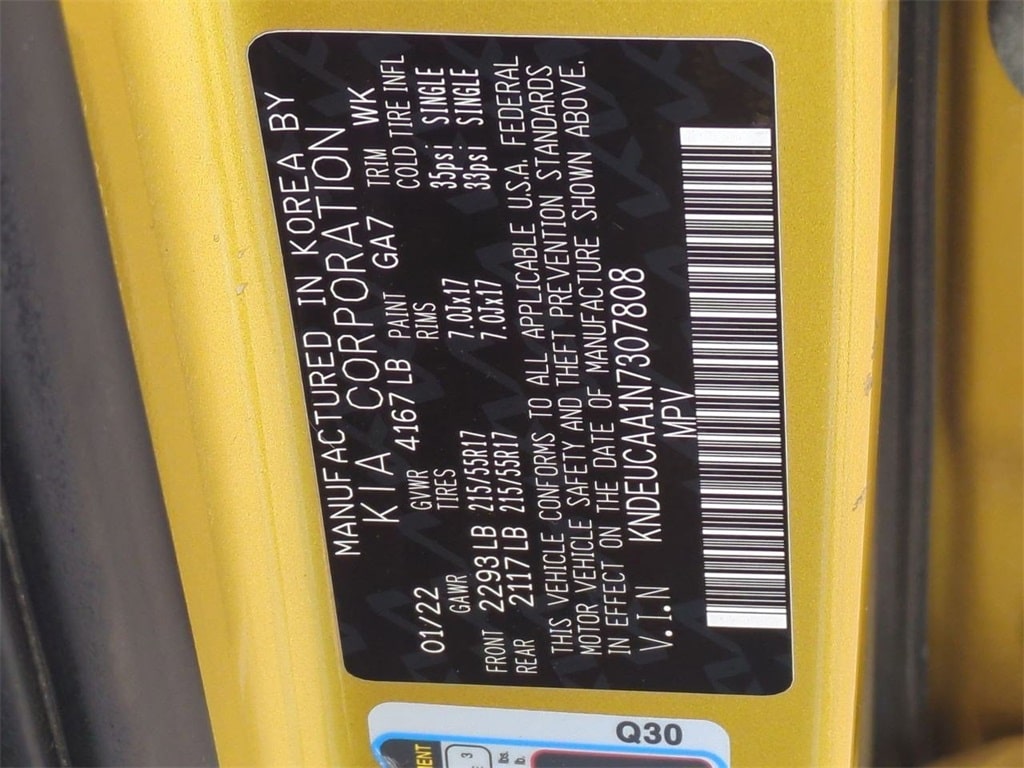 MANUFACTURED IN KOREA BY
KIA CORPORATION
01/22 GVWR 4167 LB PAINT GA7 TRIM WK
GAWR TIRES RIMS COLD TIRE INFL
FRONT 2293 LB 215/55R17 7.0Jx17 35psi SINGLE
REAR 2117 LB 215/55R17 7.0Jx17 33psi SINGLE
THIS VEHICLE CONFORMS TO ALL APPLICABLE U.S.A. FEDERAL
MOTOR VEHICLE SAFETY AND THEFT PREVENTION STANDARDS
IN EFFECT ON THE DATE OF MANUFACTURE SHOWN ABOVE.
V.I.N KNDEUCAA1N7307808
MPV
Q30
3
lbs.
lb.